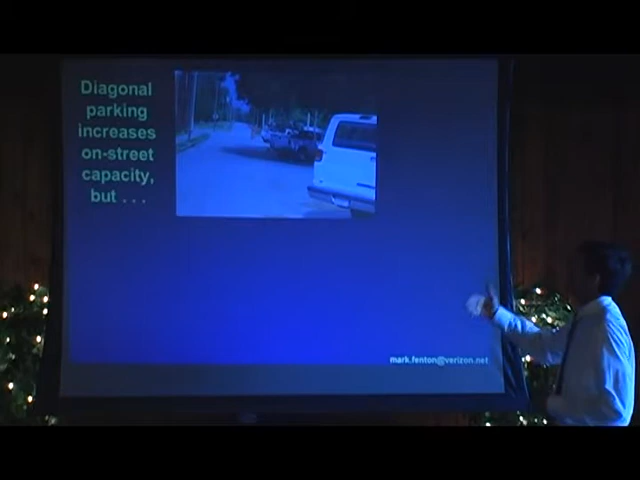 Diagonal
parking
increases
on-street
capacity,
but . . .
mark.fenton@verizon.net